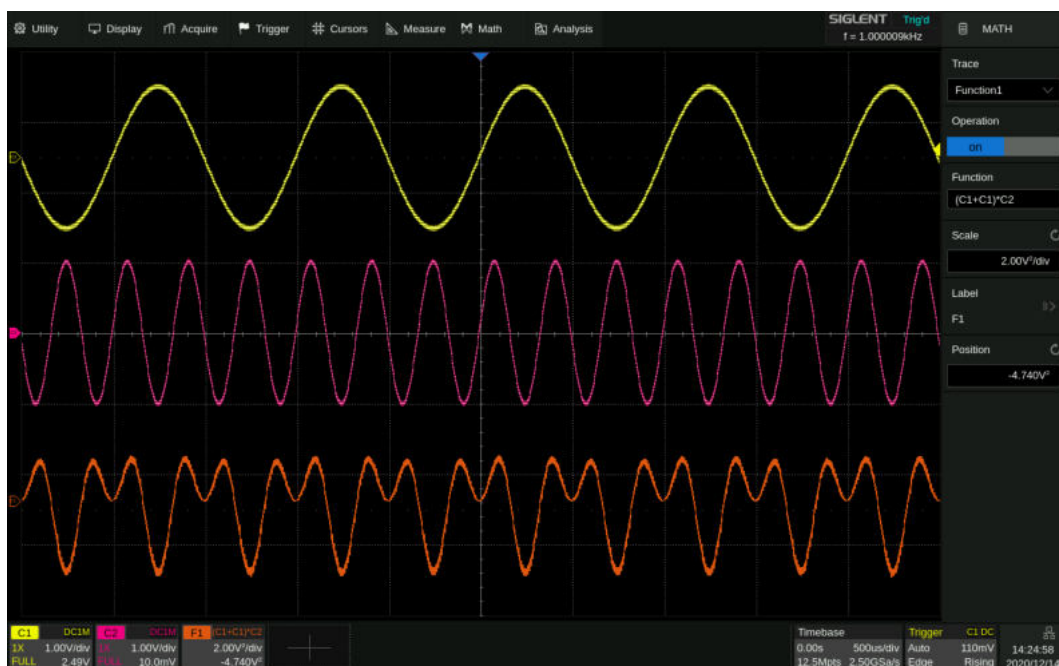 Utility Display Acquire Trigger Cursors Measure Math Analysis
SIGLENT Trig'd
f = 1.000009kHz
MATH
Trace
Function1
Operation
on
Function
(C1+C1)*C2
Scale
2.00V²/div
Label
F1
Position
-4.740V²
C1 DC1M
1X 1.00V/div
FULL 2.49V
C2 DC1M
1X 1.00V/div
FULL 10.0mV
F1 (C1+C1)*C2
2.00V²/div
-4.740V²
Timebase
0.00s 500us/div
12.5Mpts 2.50GSa/s
Trigger C1 DC
Auto 110mV
Edge Rising
14:24:58